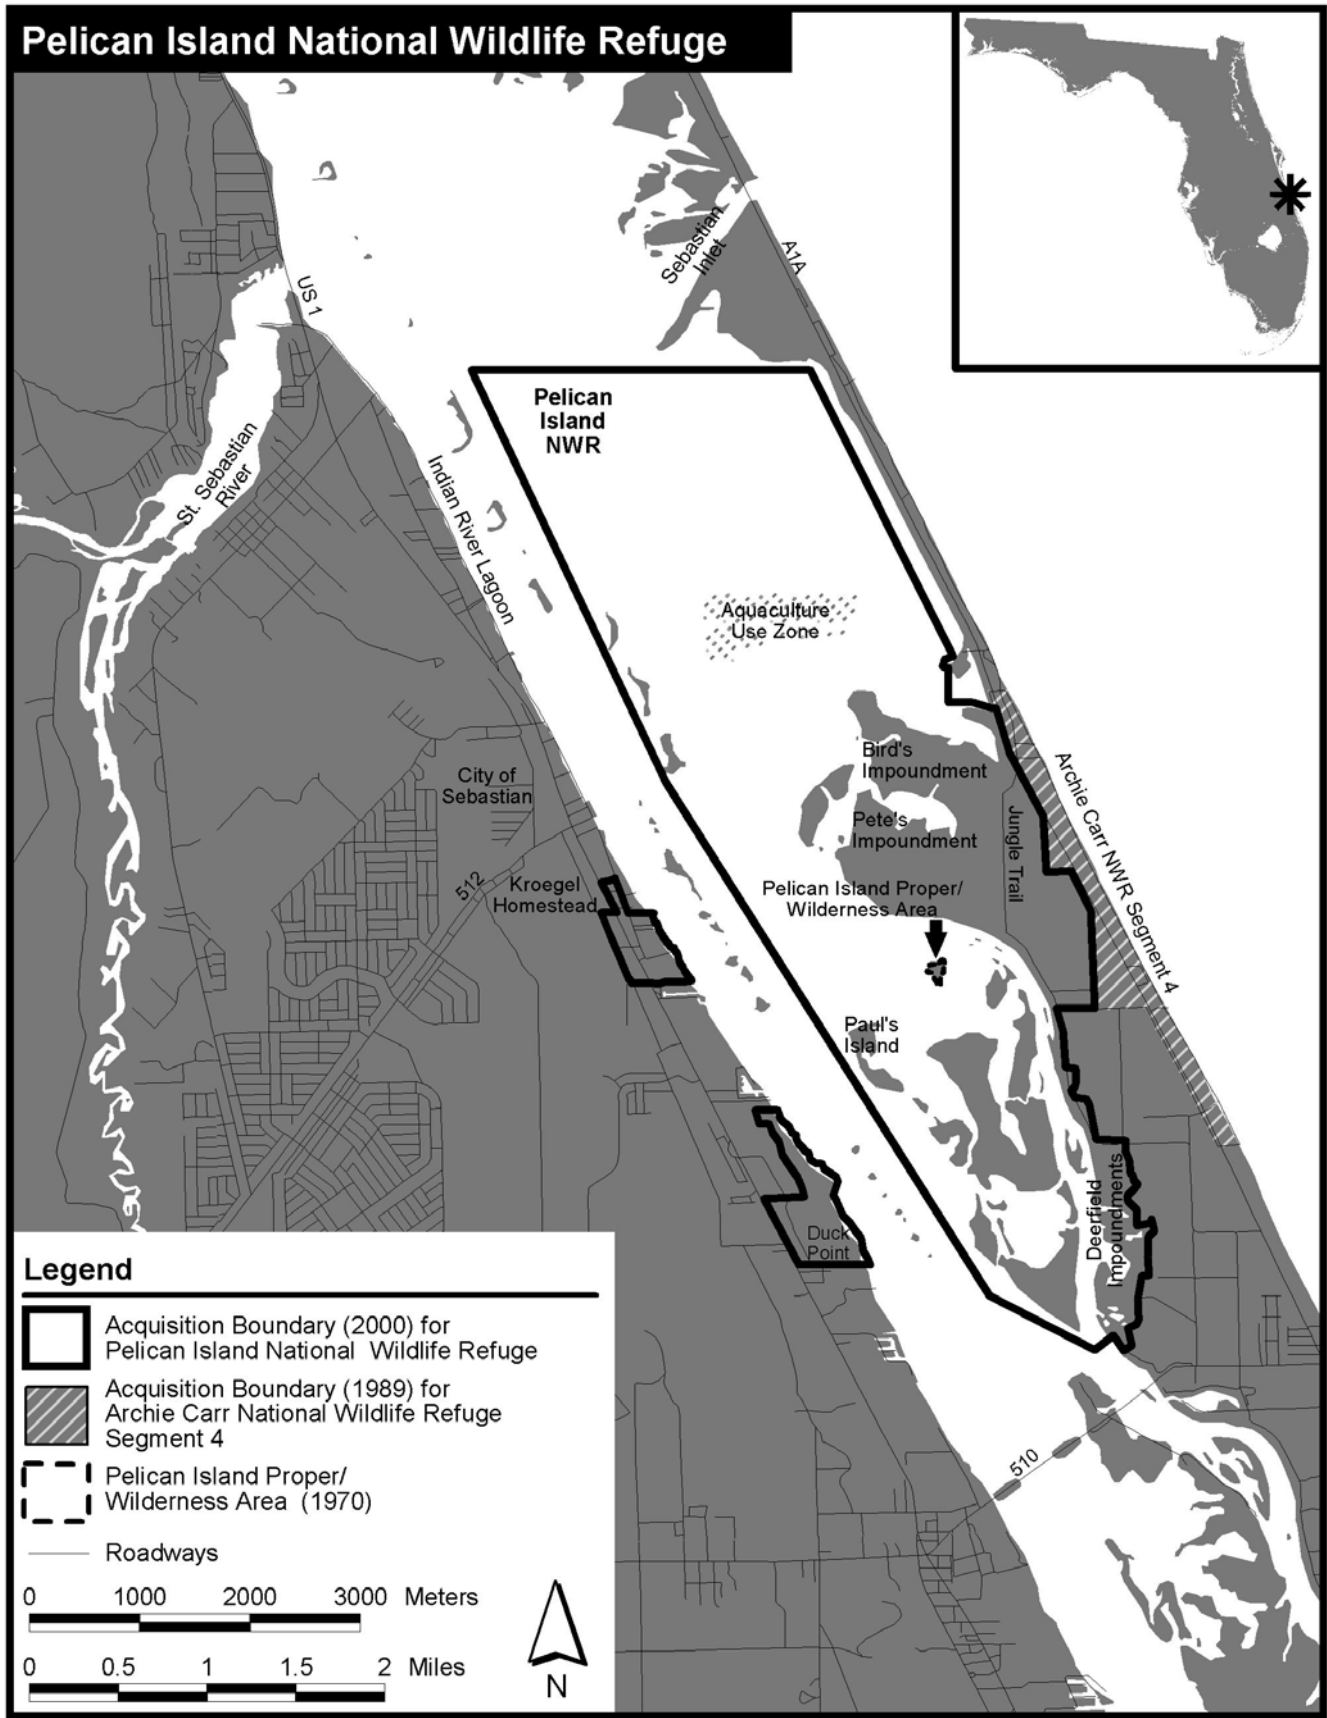 Pelican Island National Wildlife Refuge
Sebastian
Inlet
A1A
US 1
Pelican
Island
NWR
St. Sebastian
River
Indian River Lagoon
Aquaculture
Use Zone
Bird's
Impoundment
City of
Sebastian
Archie Carr NWR Segment 4
Jungle Trail
Pete's
Impoundment
512
Kroegel
Homestead
Pelican Island Proper/
Wilderness Area
Paul's
Island
Deerfield
Impoundments
Duck
Point
510
Legend
Acquisition Boundary (2000) for
Pelican Island National Wildlife Refuge
Acquisition Boundary (1989) for
Archie Carr National Wildlife Refuge
Segment 4
Pelican Island Proper/
Wilderness Area (1970)
Roadways
0 1000 2000 3000 Meters
0 0.5 1 1.5 2 Miles
N